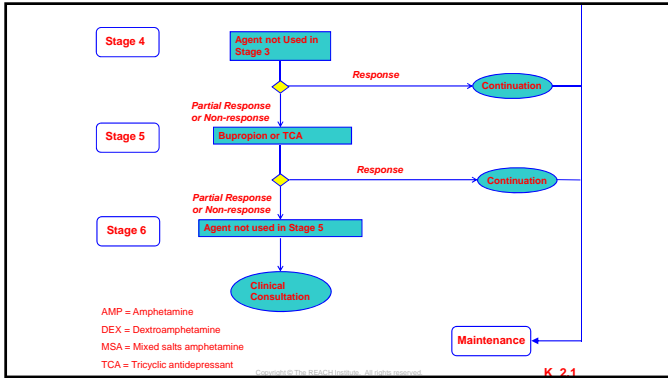 Stage 4
Agent not Used in
Stage 3
Response
Continuation
Partial Response
or Non-response
Stage 5
Bupropion or TCA
Response
Continuation
Partial Response
or Non-response
Stage 6
Agent not used in Stage 5
Clinical
Consultation
AMP = Amphetamine
DEX = Dextroamphetamine
MSA = Mixed salts amphetamine
TCA = Tricyclic antidepressant
Maintenance
Copyright © The REACH Institute. All rights reserved.
K 2.1